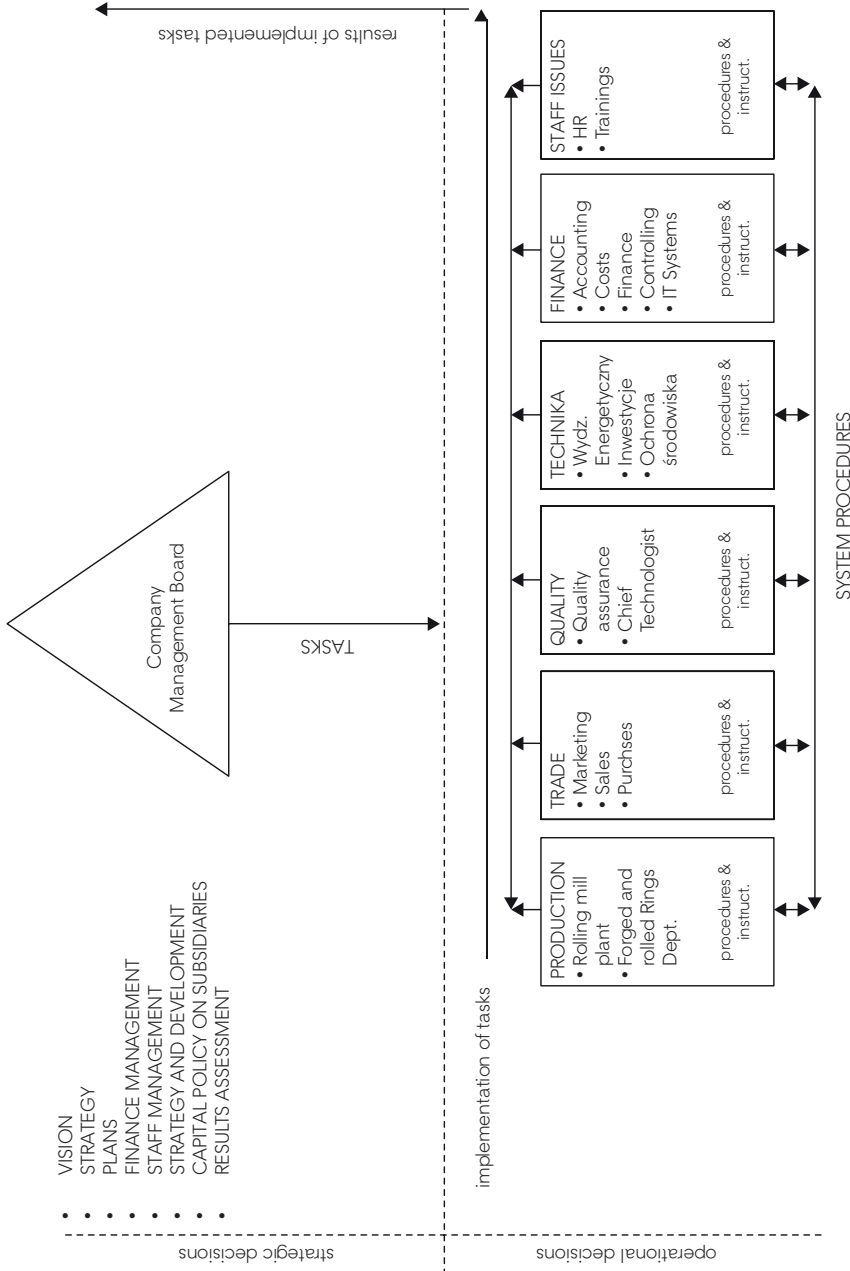 strategic decisions
• VISION
• STRATEGY
• PLANS
• FINANCE MANAGEMENT
• STAFF MANAGEMENT
• STRATEGY AND DEVELOPMENT
• CAPITAL POLICY ON SUBSIDIARIES
• RESULTS ASSESSMENT
Company
Management Board
TASKS
results of implemented tasks
operational decisions
implementation of tasks
PRODUCTION
• Rolling mill
plant
• Forged and
rolled Rings
Dept.
procedures &
instruct.
TRADE
• Marketing
• Sales
• Purchses
procedures &
instruct.
QUALITY
• Quality
assurance
• Chief
Technologist
procedures &
instruct.
TECHNIKA
• Wydz.
Energetyczny
• Inwestycje
• Ochrona
środowiska
procedures &
instruct.
FINANCE
• Accounting
• Costs
• Finance
• Controlling
• IT Systems
procedures &
instruct.
STAFF ISSUES
• HR
• Trainings
procedures &
instruct.
SYSTEM PROCEDURES